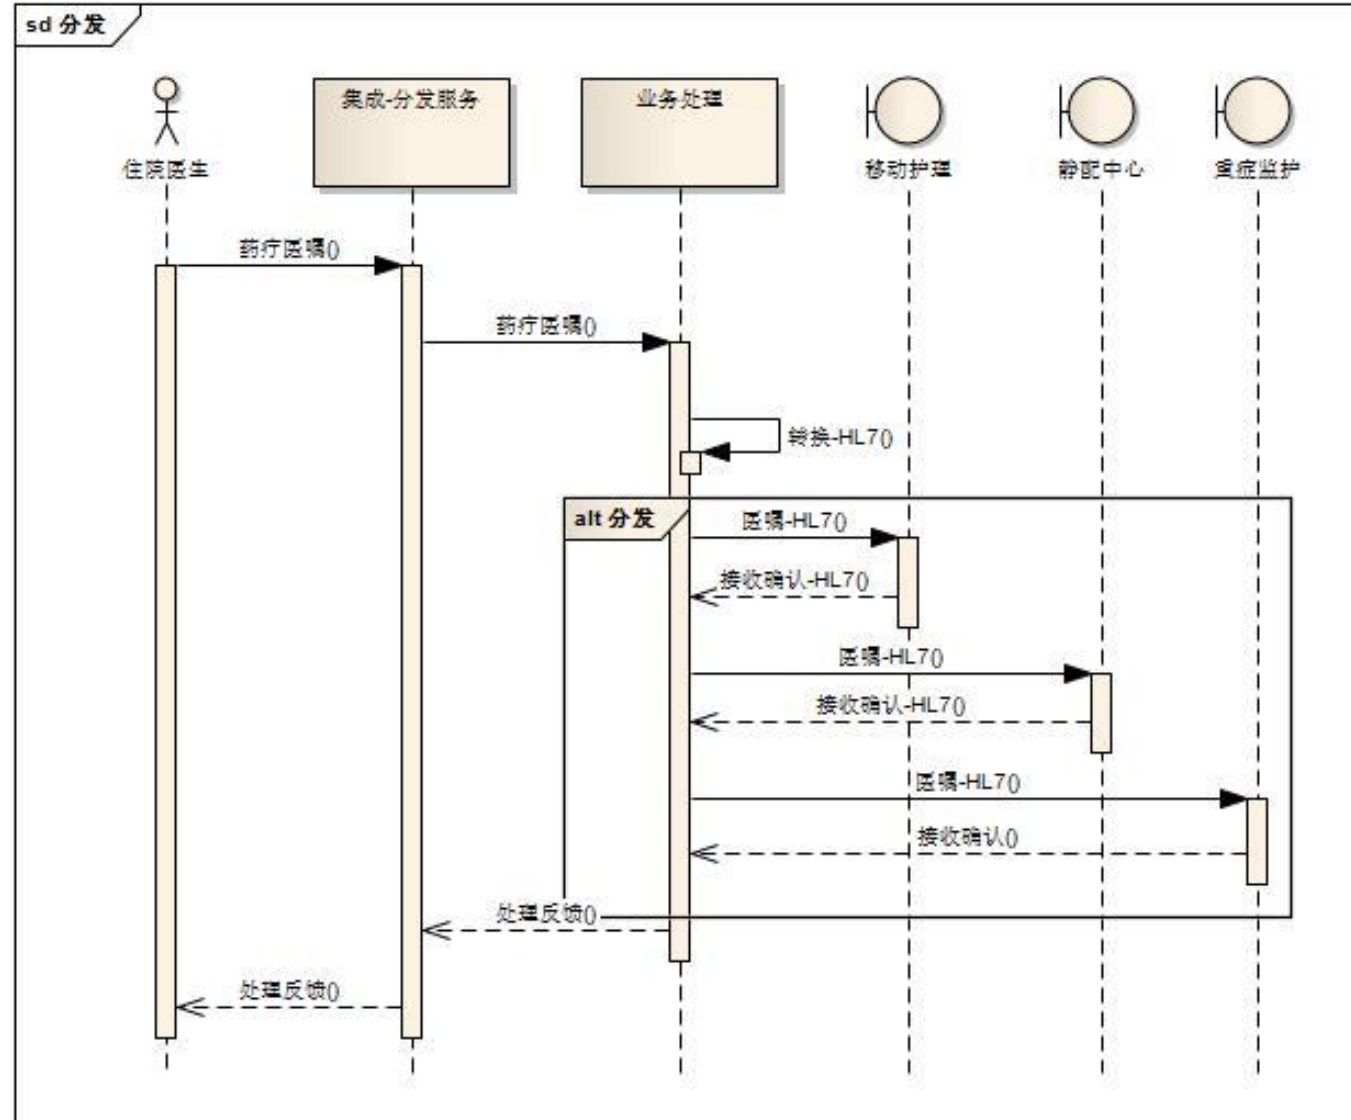 sd 分发
集成-分发服务
业务处理
住院医生
移动护理
静配中心
重症监护
药疗医嘱()
药疗医嘱()
转换-HL7()
alt 分发
医嘱-HL7()
接收确认-HL7()
医嘱-HL7()
接收确认-HL7()
医嘱-HL7()
接收确认()
处理反馈()
处理反馈()